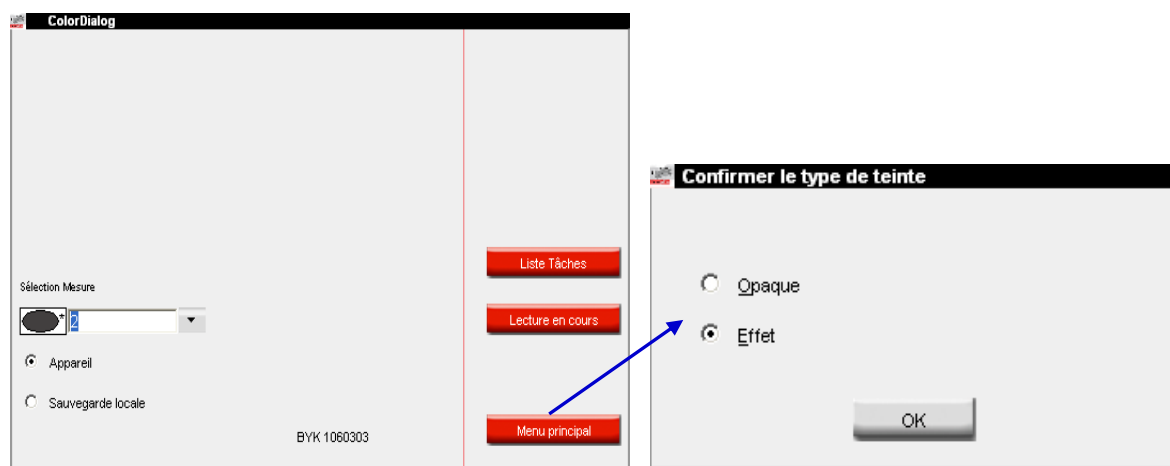 ColorDialog
Liste Tâches
Sélection Mesure
* 2
Lecture en cours
Appareil
Sauvegarde locale
BYK 1060303
Menu principal
Confirmer le type de teinte
Opaque
Effet
OK